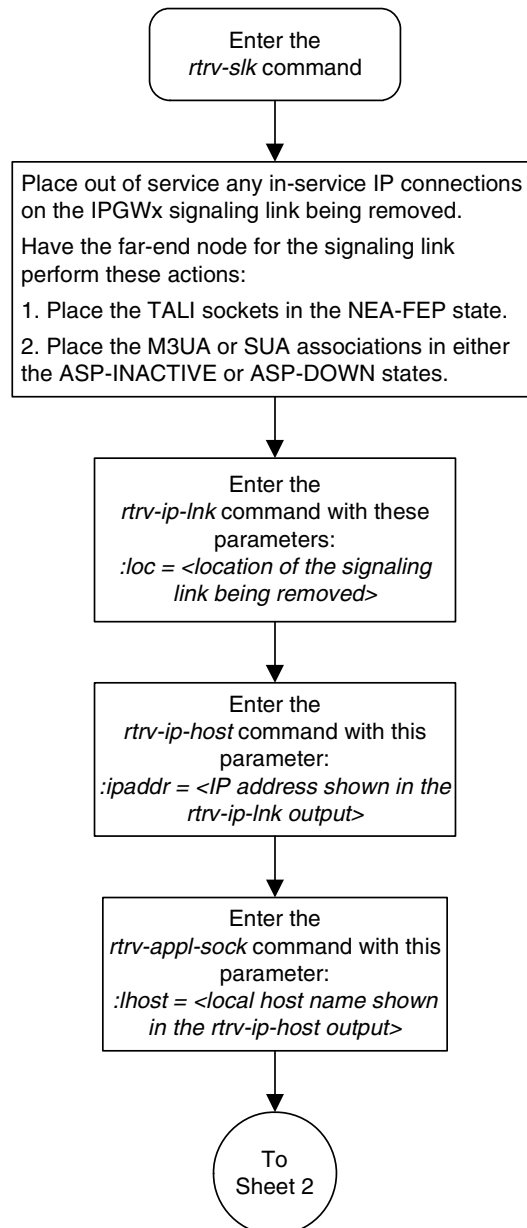 Enter the
rtrv-slk command
Place out of service any in-service IP connections
on the IPGWx signaling link being removed.
Have the far-end node for the signaling link
perform these actions:
1. Place the TALI sockets in the NEA-FEP state.
2. Place the M3UA or SUA associations in either
the ASP-INACTIVE or ASP-DOWN states.
Enter the
rtrv-ip-lnk command with these
parameters:
:loc = <location of the signaling
link being removed>
Enter the
rtrv-ip-host command with this
parameter:
:ipaddr = <IP address shown in the
rtrv-ip-lnk output>
Enter the
rtrv-appl-sock command with this
parameter:
:lhost = <local host name shown
in the rtrv-ip-host output>
To
Sheet 2